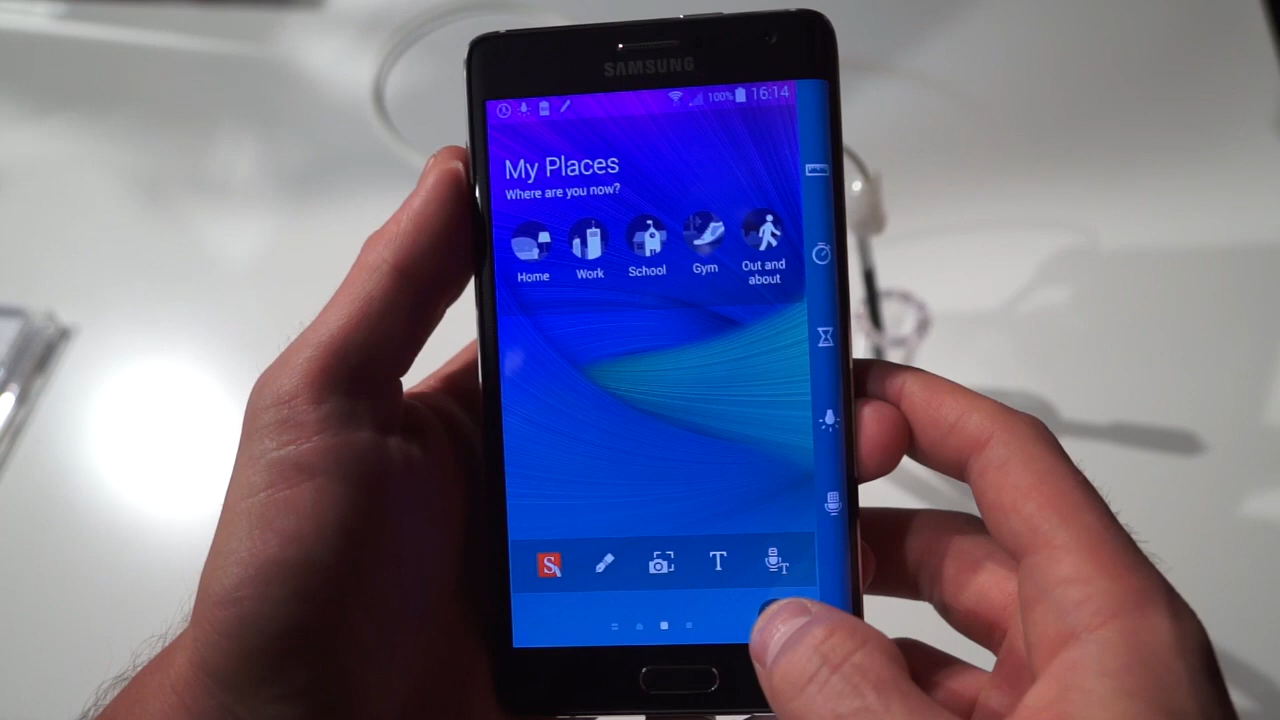 SAMSUNG
100% 16:14
My Places
Where are you now?
Home Work School Gym Out and about
S T T